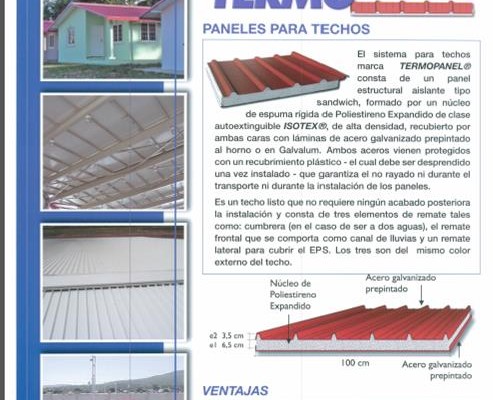 TERMO
PANELES PARA TECHOS
El sistema para techos
marca TERMOPANEL®
consta de un panel
estructural aislante tipo
sandwich, formado por un núcleo
de espuma rígida de Poliestireno Expandido de clase
autoextinguible ISOTEX®, de alta densidad, recubierto por
ambas caras con láminas de acero galvanizado prepintado
al horno o en Galvalum. Ambos aceros vienen protegidos
con un recubrimiento plástico - el cual debe ser desprendido
una vez instalado - que garantiza el no rayado ni durante el
transporte ni durante la instalación de los paneles.
Es un techo listo que no requiere ningún acabado posteriora
la instalación y consta de tres elementos de remate tales
como: cumbrera (en el caso de ser a dos aguas), el remate
frontal que se comporta como canal de lluvias y un remate
lateral para cubrir el EPS. Los tres son del mismo color
externo del techo.
Núcleo de
Poliestireno
Expandido
Acero galvanizado
prepintado
e2 3,5 cm
e1 6,5 cm
100 cm
Acero galvanizado
prepintado
VENTAJAS